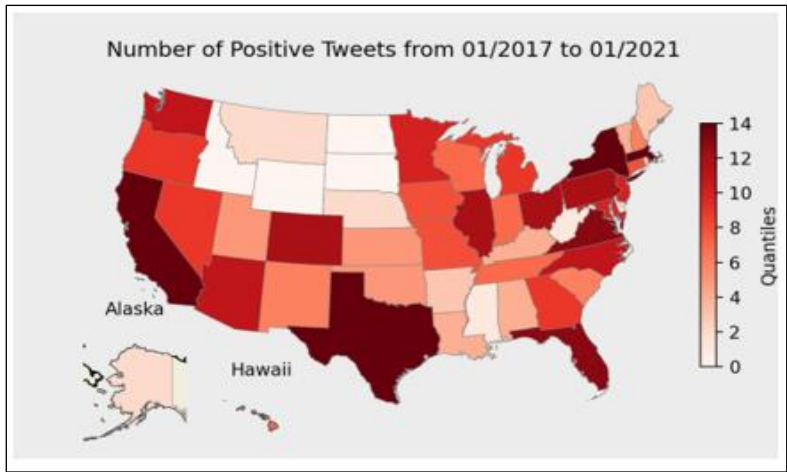 Number of Positive Tweets from 01/2017 to 01/2021
14
12
10
8
6
4
2
0
Quantiles
Alaska
Hawaii